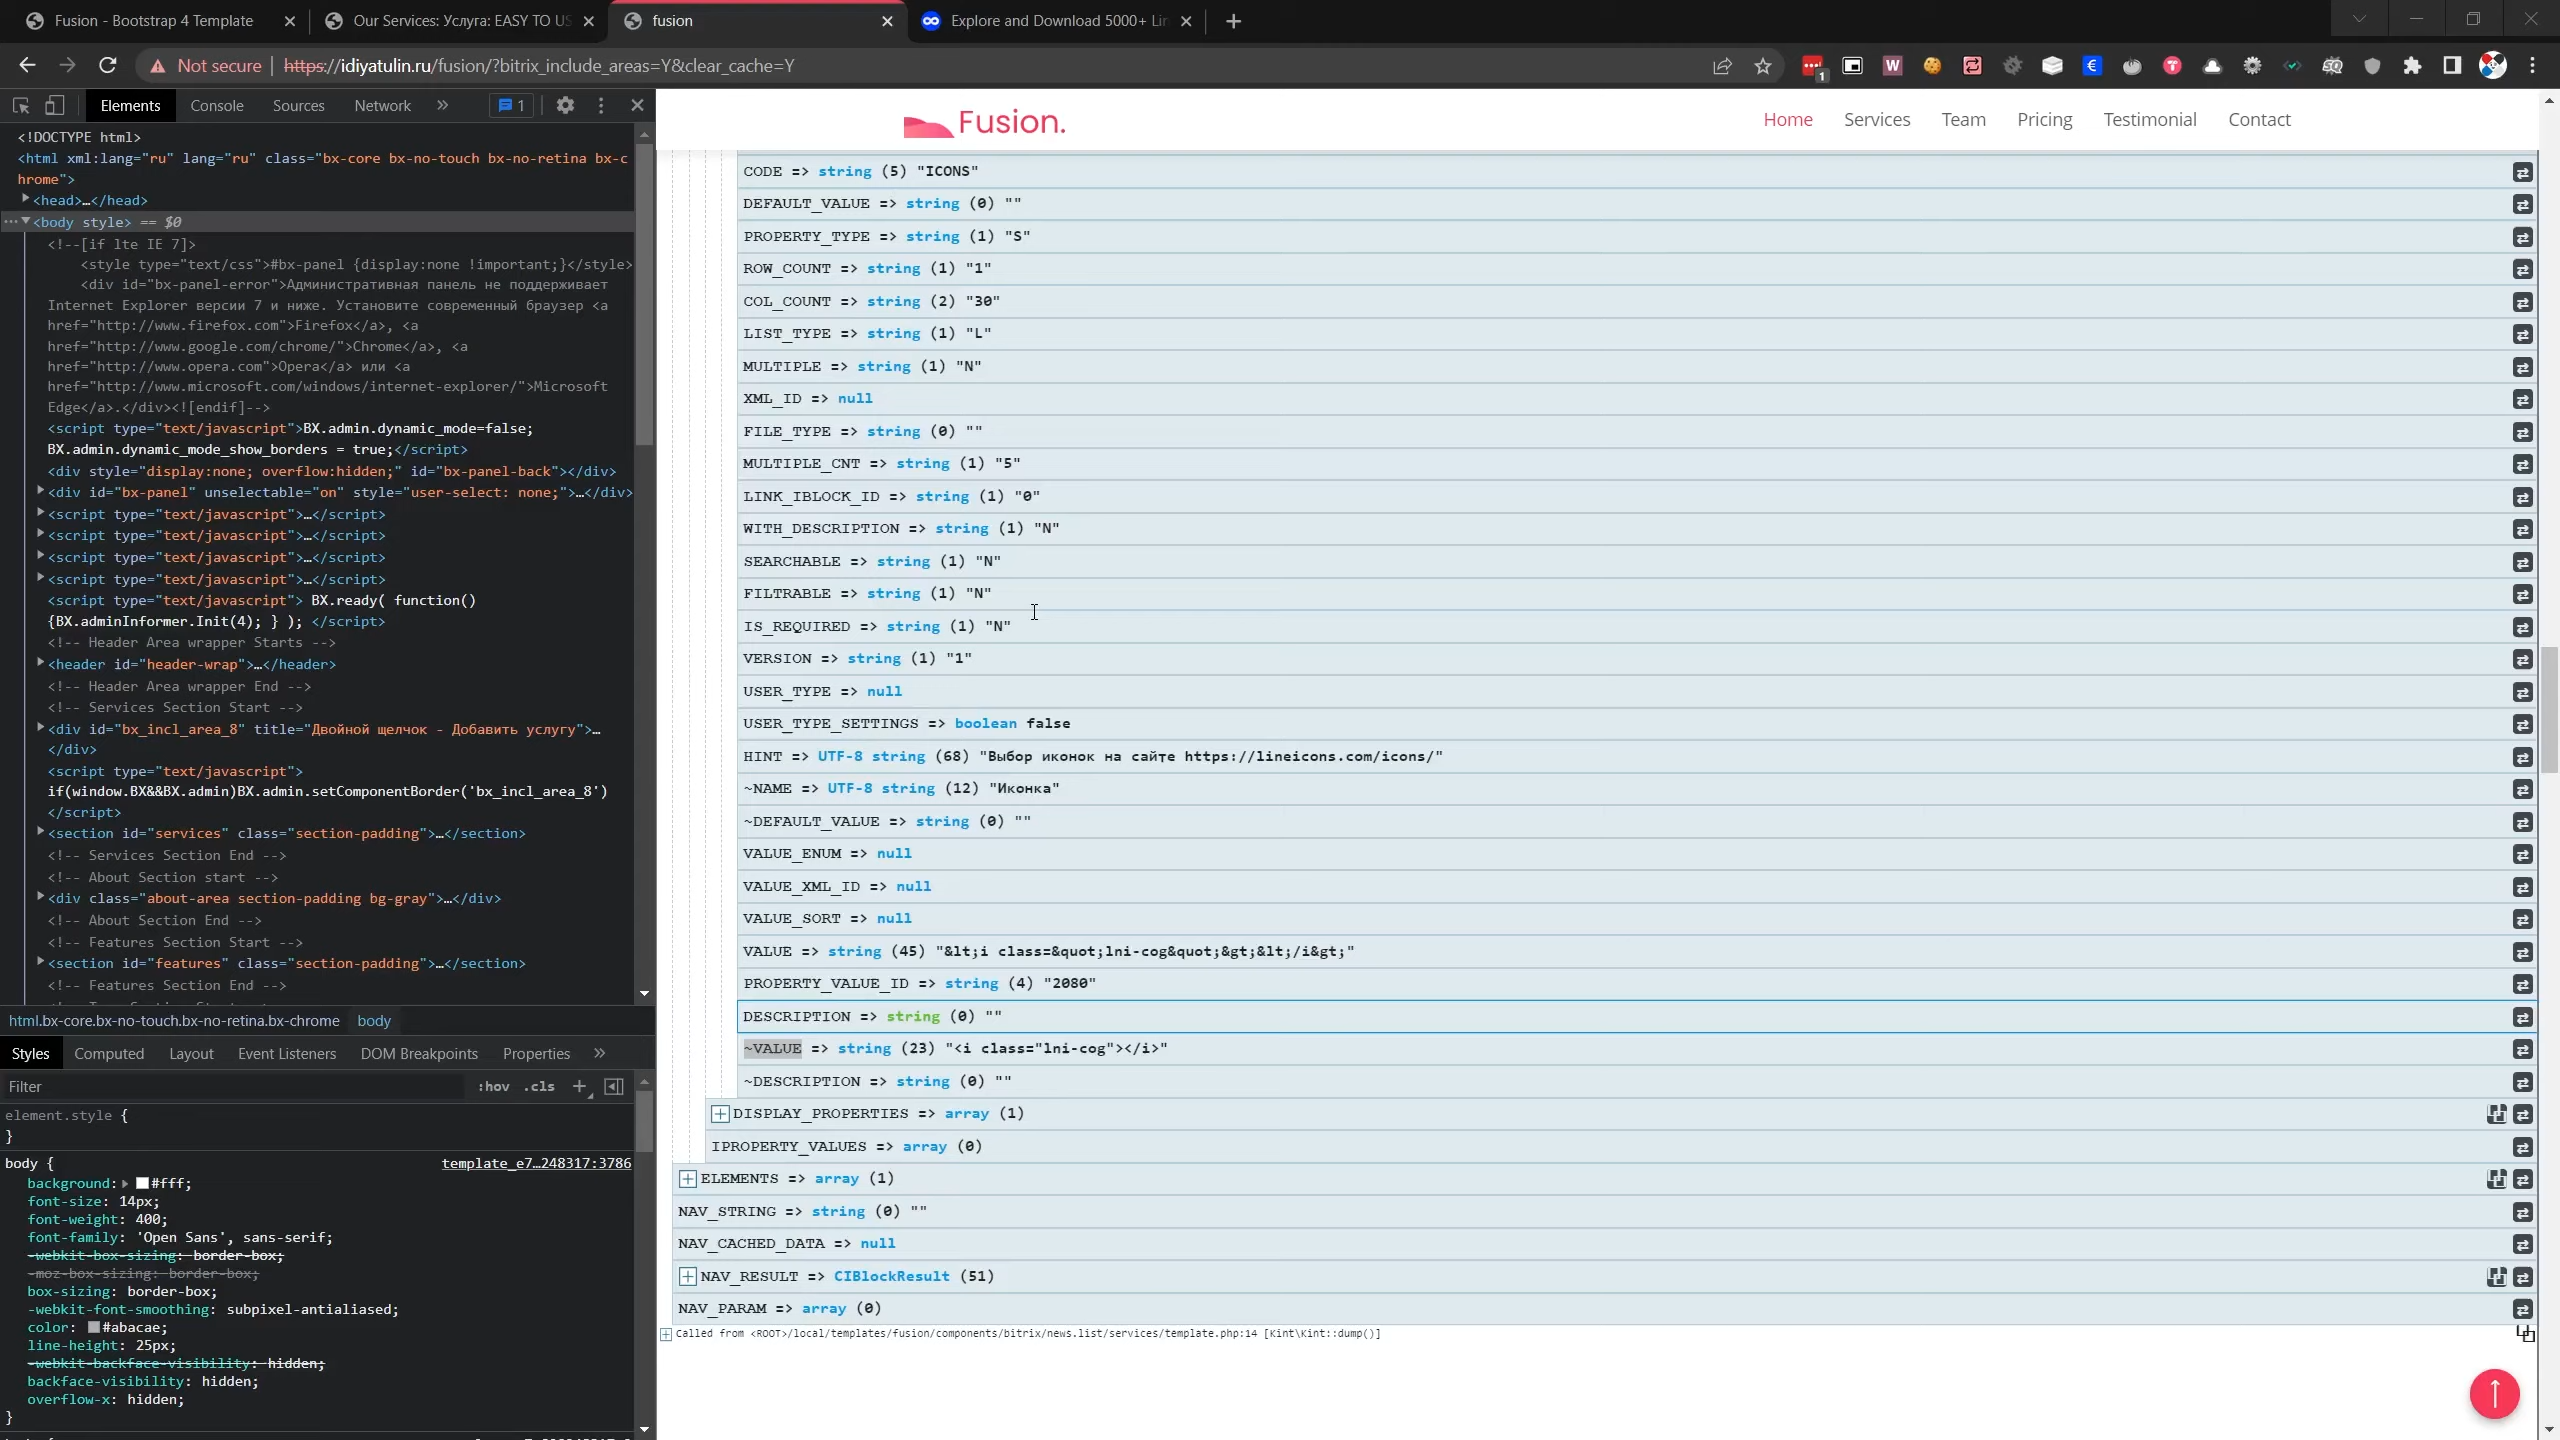 Fusion - Bootstrap 4 Template
Our Services: Услуга: EASY TO US
fusion
Explore and Download 5000+ Lin
Not secure
https://idiyatulin.ru/fusion/?bitrix_include_areas=Y&clear_cache=Y
1
Elements
Console
Sources
Network
1
<!DOCTYPE html>
<html xml:lang="ru" lang="ru" class="bx-core bx-no-touch bx-no-retina bx-c
hrome">
<head>…</head>
<body style> == $0
<!--[if lte IE 7]>
<style type="text/css">#bx-panel {display:none !important;}</style>
<div id="bx-panel-error">Административная панель не поддерживает
Internet Explorer версии 7 и ниже. Установите современный браузер <a
href="http://www.firefox.com">Firefox</a>, <a
href="http://www.google.com/chrome/">Chrome</a>, <a
href="http://www.opera.com">Opera</a> или <a
href="http://www.microsoft.com/windows/internet-explorer/">Microsoft
Edge</a>.</div><![endif]-->
<script type="text/javascript">BX.admin.dynamic_mode=false;
BX.admin.dynamic_mode_show_borders = true;</script>
<div style="display:none; overflow:hidden;" id="bx-panel-back"></div>
<div id="bx-panel" unselectable="on" style="user-select: none;">…</div>
<script type="text/javascript">…</script>
<script type="text/javascript">…</script>
<script type="text/javascript">…</script>
<script type="text/javascript">…</script>
<script type="text/javascript"> BX.ready( function()
{BX.adminInformer.Init(4); } ); </script>
<!-- Header Area wrapper Starts -->
<header id="header-wrap">…</header>
<!-- Header Area wrapper End -->
<!-- Services Section Start -->
<div id="bx_incl_area_8" title="Двойной щелчок - Добавить услугу">…
</div>
<script type="text/javascript">
if(window.BX&&BX.admin)BX.admin.setComponentBorder('bx_incl_area_8')
</script>
<section id="services" class="section-padding">…</section>
<!-- Services Section End -->
<!-- About Section start -->
<div class="about-area section-padding bg-gray">…</div>
<!-- About Section End -->
<!-- Features Section Start -->
<section id="features" class="section-padding">…</section>
<!-- Features Section End -->
html.bx-core.bx-no-touch.bx-no-retina.bx-chrome
body
Styles
Computed
Layout
Event Listeners
DOM Breakpoints
Properties
Filter
:hov .cls
element.style {
}
body {
template_e7…248317:3786
background: #fff;
font-size: 14px;
font-weight: 400;
font-family: 'Open Sans', sans-serif;
-webkit-box-sizing: border-box;
-moz-box-sizing: border-box;
box-sizing: border-box;
-webkit-font-smoothing: subpixel-antialiased;
color: #abacae;
line-height: 25px;
-webkit-backface-visibility: hidden;
backface-visibility: hidden;
overflow-x: hidden;
}
Fusion.
Home
Services
Team
Pricing
Testimonial
Contact
CODE => string (5) "ICONS"
DEFAULT_VALUE => string (0) ""
PROPERTY_TYPE => string (1) "S"
ROW_COUNT => string (1) "1"
COL_COUNT => string (2) "30"
LIST_TYPE => string (1) "L"
MULTIPLE => string (1) "N"
XML_ID => null
FILE_TYPE => string (0) ""
MULTIPLE_CNT => string (1) "5"
LINK_IBLOCK_ID => string (1) "0"
WITH_DESCRIPTION => string (1) "N"
SEARCHABLE => string (1) "N"
FILTRABLE => string (1) "N"
IS_REQUIRED => string (1) "N"
VERSION => string (1) "1"
USER_TYPE => null
USER_TYPE_SETTINGS => boolean false
HINT => UTF-8 string (68) "Выбор иконок на сайте https://lineicons.com/icons/"
~NAME => UTF-8 string (12) "Иконка"
~DEFAULT_VALUE => string (0) ""
VALUE_ENUM => null
VALUE_XML_ID => null
VALUE_SORT => null
VALUE => string (45) "&lt;i class=&quot;lni-cog&quot;&gt;&lt;/i&gt;"
PROPERTY_VALUE_ID => string (4) "2080"
DESCRIPTION => string (0) ""
~VALUE => string (23) "<i class="lni-cog"></i>"
~DESCRIPTION => string (0) ""
DISPLAY_PROPERTIES => array (1)
IPROPERTY_VALUES => array (0)
ELEMENTS => array (1)
NAV_STRING => string (0) ""
NAV_CACHED_DATA => null
NAV_RESULT => CIBlockResult (51)
NAV_PARAM => array (0)
Called from <ROOT>/local/templates/fusion/components/bitrix/news.list/services/template.php:14 [Kint\Kint::dump()]